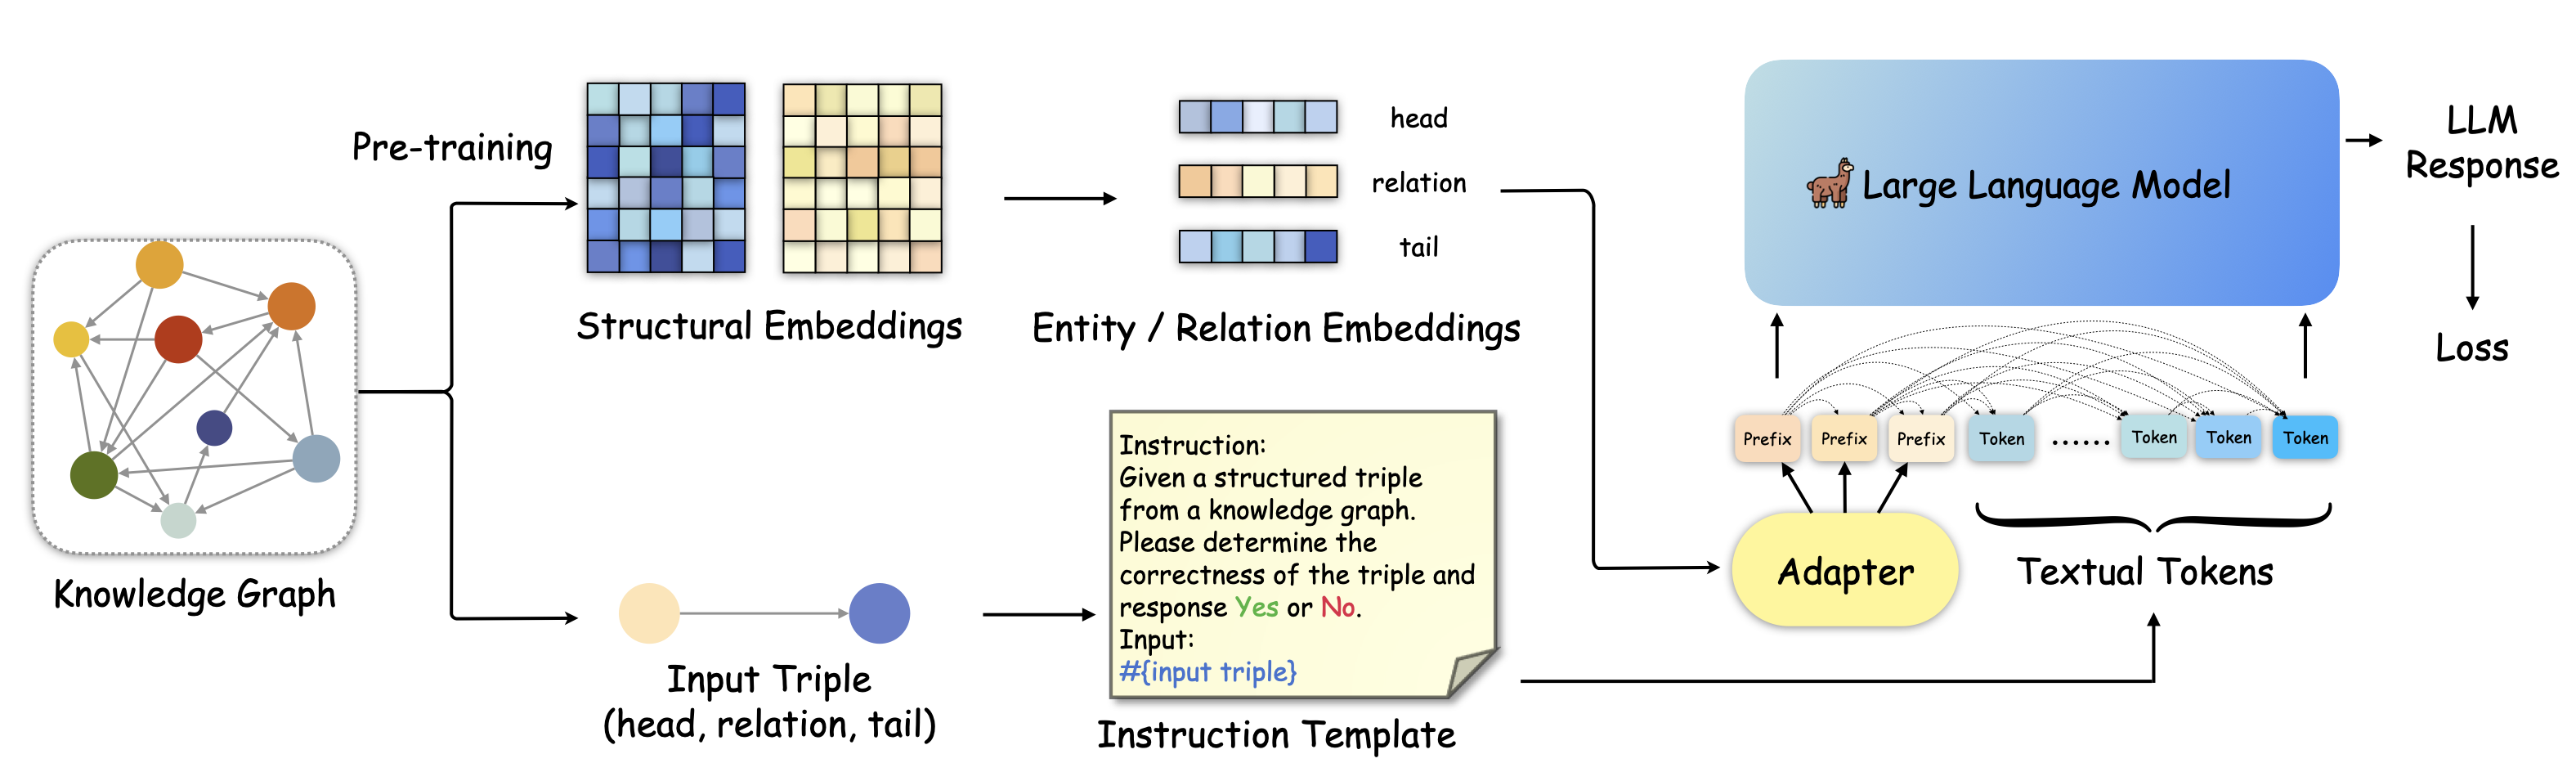 Pre-training
Structural Embeddings
head
relation
tail
Entity / Relation Embeddings
Knowledge Graph
Input Triple
(head, relation, tail)
Instruction:
Given a structured triple
from a knowledge graph.
Please determine the
correctness of the triple and
response Yes or No.
Input:
#{input triple}
Instruction Template
Large Language Model
LLM
Response
Loss
Prefix
Prefix
Prefix
Token
......
Token
Token
Token
Adapter
Textual Tokens